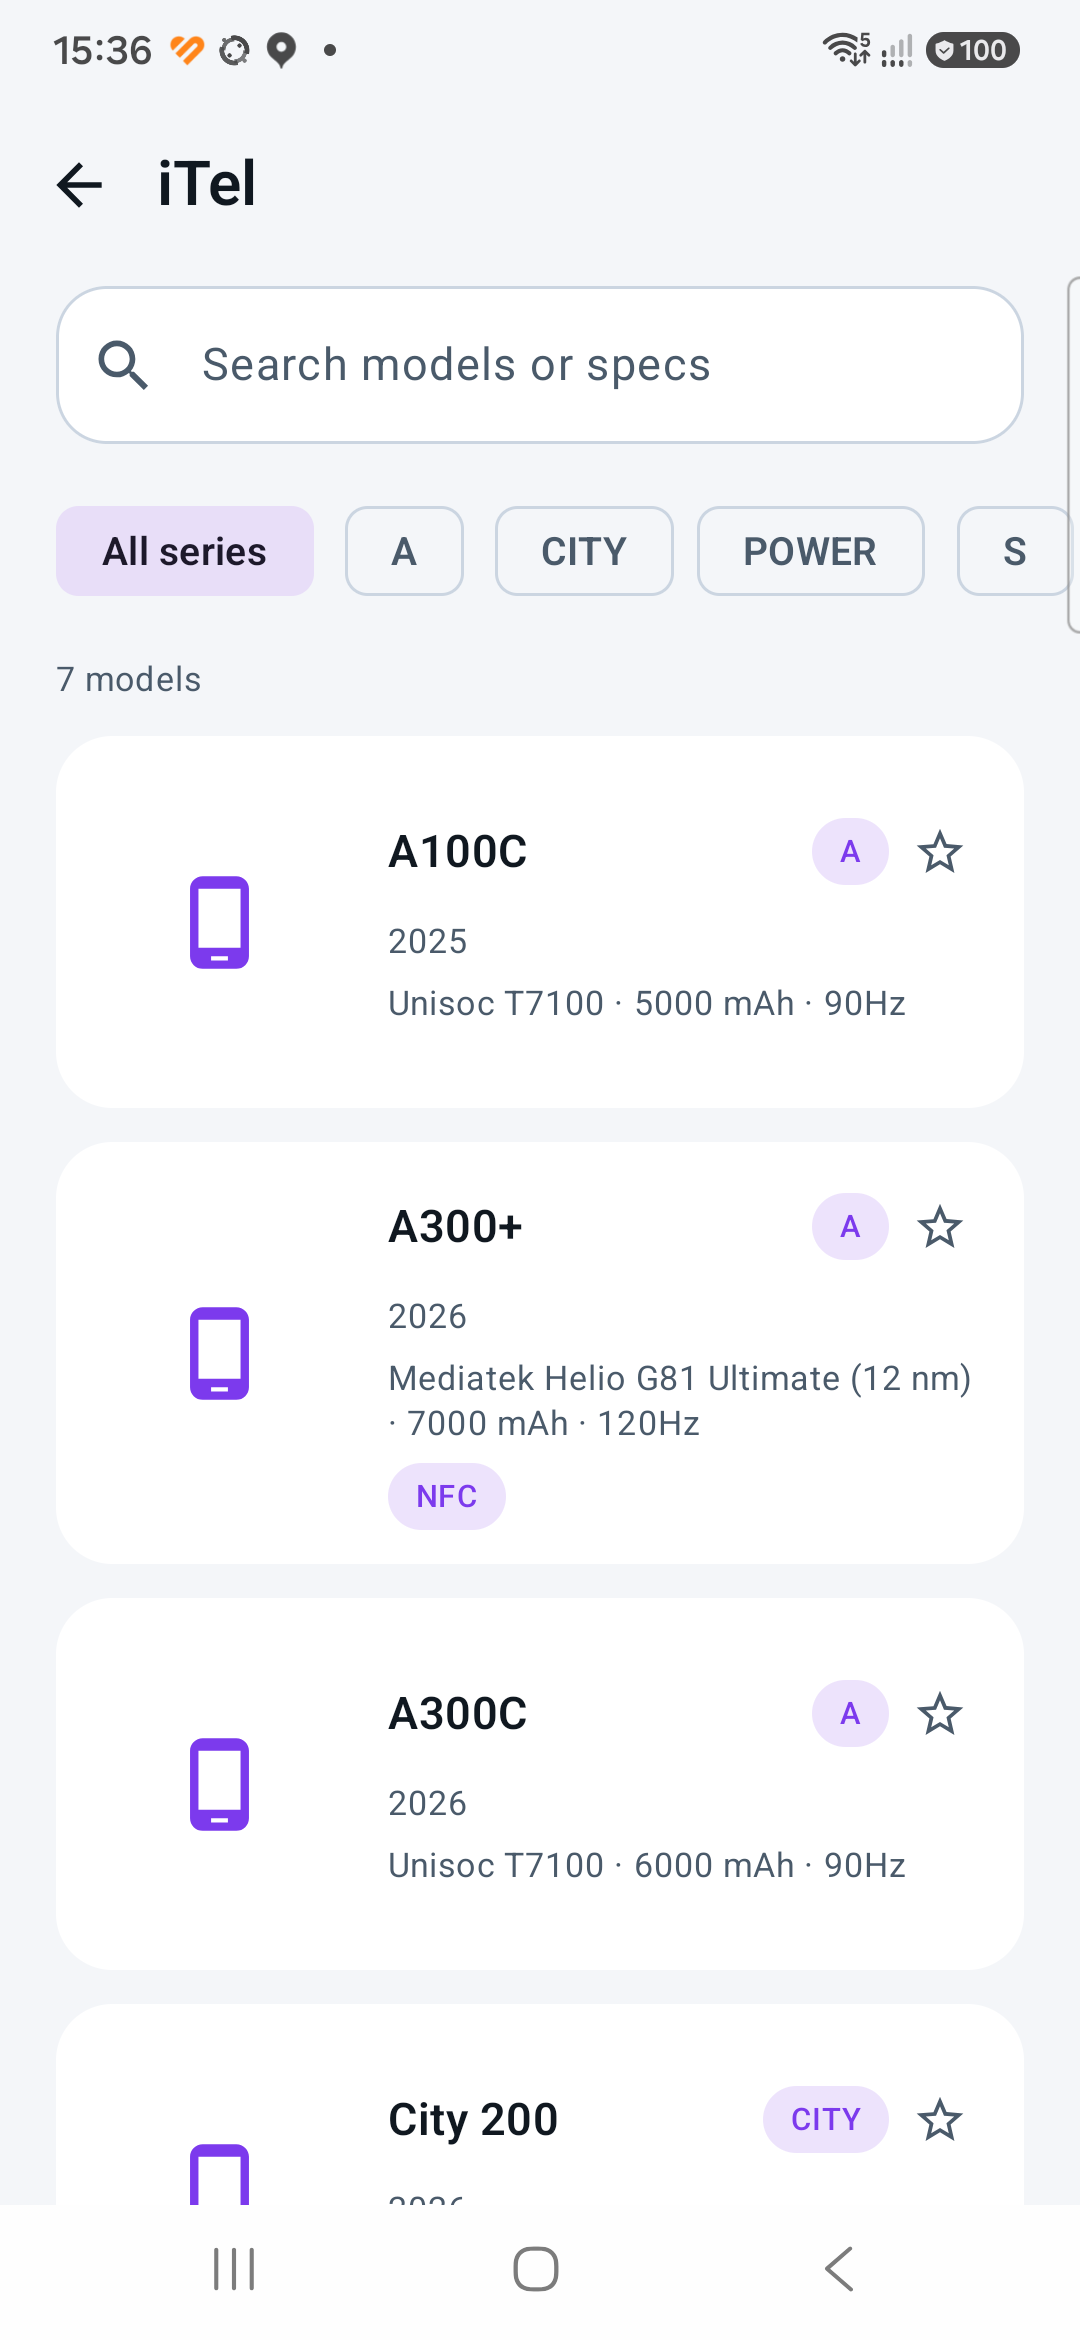 15:36
5
100
iTel
Search models or specs
All series
A
CITY
POWER
S
7 models
A100C
A
2025
Unisoc T7100 · 5000 mAh · 90Hz
A300+
A
2026
Mediatek Helio G81 Ultimate (12 nm)
· 7000 mAh · 120Hz
NFC
A300C
A
2026
Unisoc T7100 · 6000 mAh · 90Hz
City 200
CITY